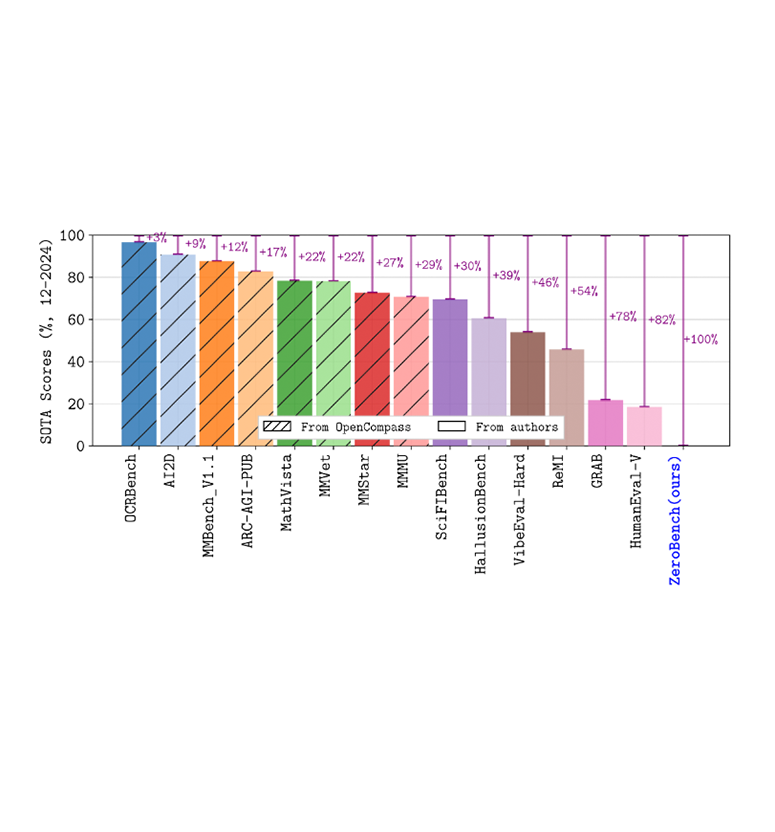 SOTA Scores (%, 12-2024)
100
80
60
40
20
0
+3%
+9%
+12%
+17%
+22%
+22%
+27%
+29%
+30%
+39%
+46%
+54%
+78%
+82%
+100%
From OpenCompass
From authors
OCRBench
AI2D
MMBench_V1.1
ARC-AGI-PUB
MathVista
MMVet
MMStar
MMMU
SciFIBench
HallusionBench
VibeEval-Hard
ReMI
GRAB
HumanEval-V
ZeroBench(ours)